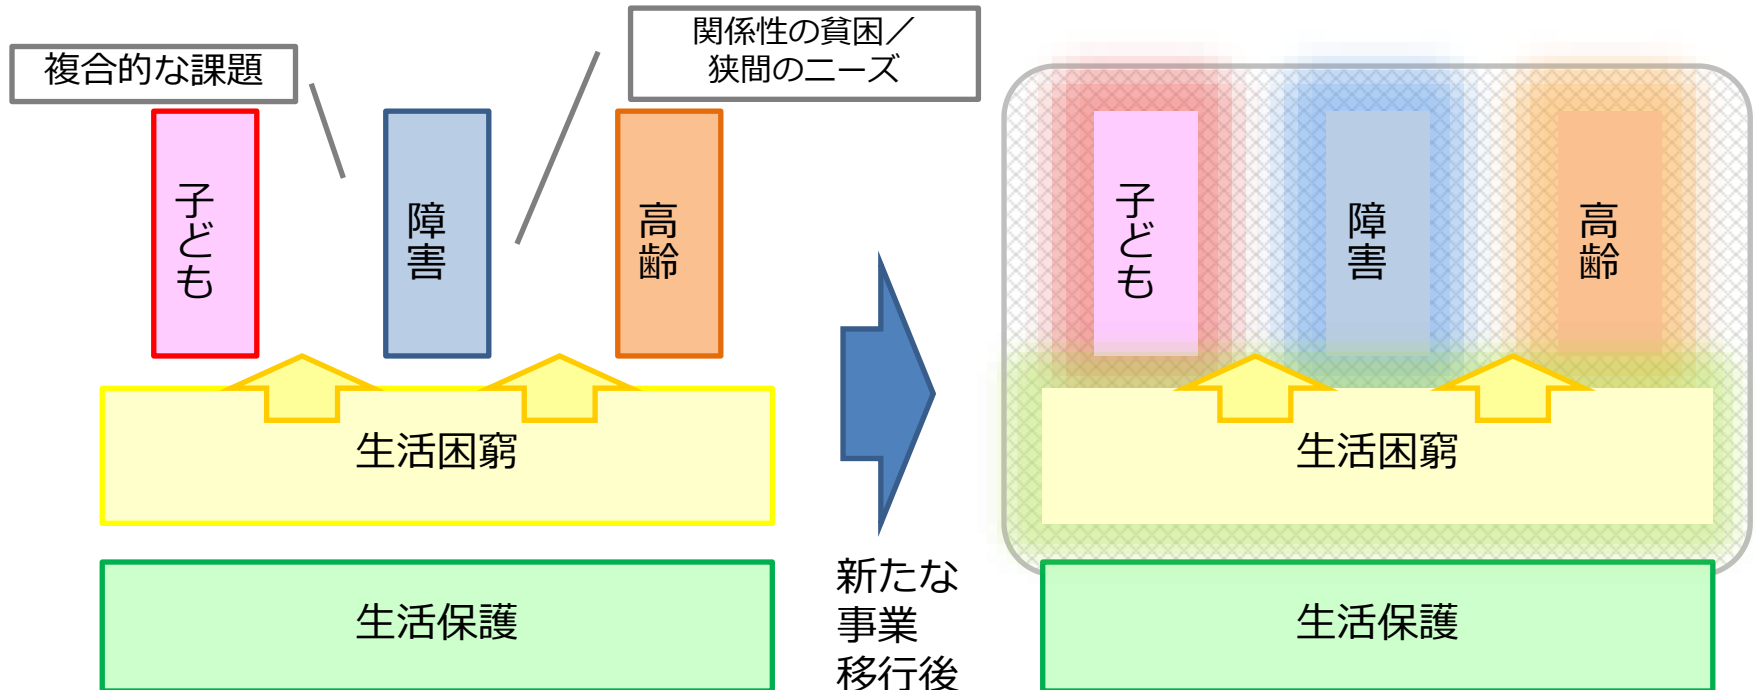 複合的な課題
関係性の貧困／
狭間のニーズ
子ども
障害
高齢
生活困窮
生活保護
新たな
事業
移行後
子ども
障害
高齢
生活困窮
生活保護